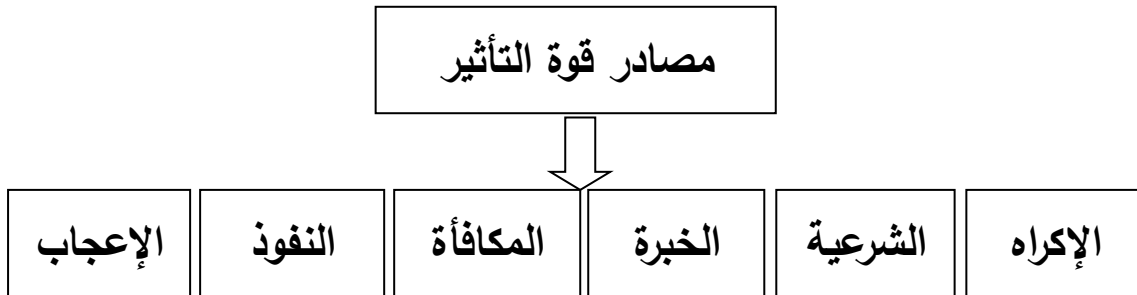 مصادر قوة التأثير
الإكراه
الشرعية
الخبرة
المكافأة
النفوذ
الإعجاب